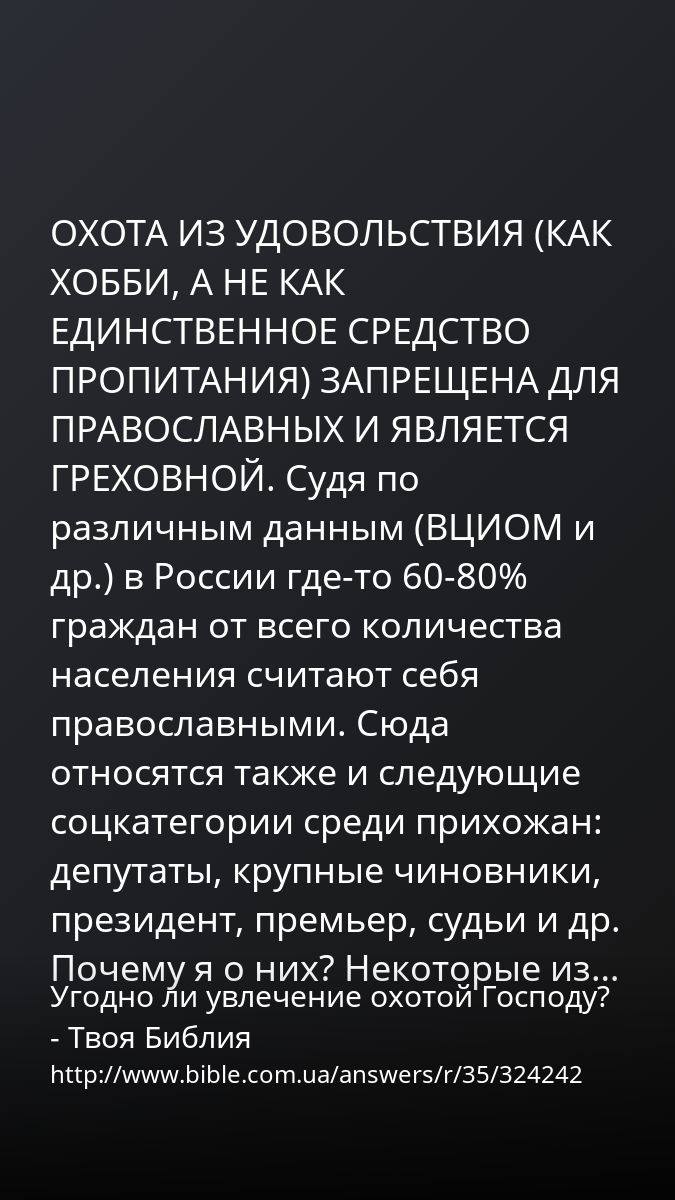 ОХОТА ИЗ УДОВОЛЬСТВИЯ (КАК
ХОББИ, А НЕ КАК
ЕДИНСТВЕННОЕ СРЕДСТВО
ПРОПИТАНИЯ) ЗАПРЕЩЕНА ДЛЯ
ПРАВОСЛАВНЫХ И ЯВЛЯЕТСЯ
ГРЕХОВНОЙ. Судя по
различным данным (ВЦИОМ и
др.) в России где-то 60-80%
граждан от всего количества
населения считают себя
православными. Сюда
относятся также и следующие
соцкатегории среди прихожан:
депутаты, крупные чиновники,
президент, премьер, судьи и др.
Почему я о них? Некоторые из...
Угодно ли увлечение охотой Господу?
- Твоя Библия
http://www.bible.com.ua/answers/r/35/324242